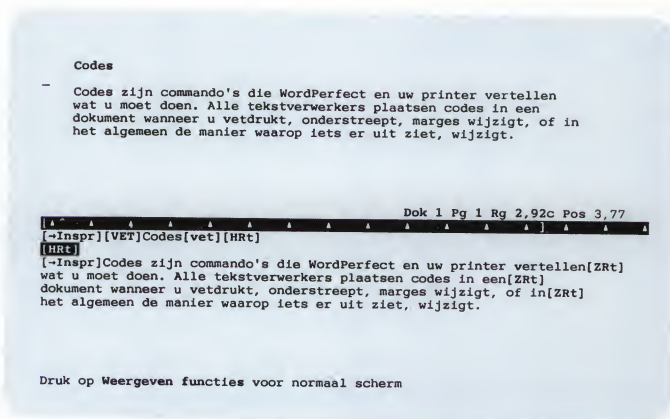 Codes
Codes zijn commando's die WordPerfect en uw printer vertellen
wat u moet doen. Alle tekstverwerkers plaatsen codes in een
dokument wanneer u vetdrukt, onderstreept, marges wijzigt, of in
het algemeen de manier waarop iets er uit ziet, wijzigt.
Dok 1 Pg 1 Rg 2,92c Pos 3,77
[→Inspr][VET]Codes[vet][HRt]
[HRt]
[→Inspr]Codes zijn commando's die WordPerfect en uw printer vertellen[ZRt]
wat u moet doen. Alle tekstverwerkers plaatsen codes in een[ZRt]
dokument wanneer u vetdrukt, onderstreept, marges wijzigt, of in[ZRt]
het algemeen de manier waarop iets er uit ziet, wijzigt.
Druk op Weergeven functies voor normaal scherm